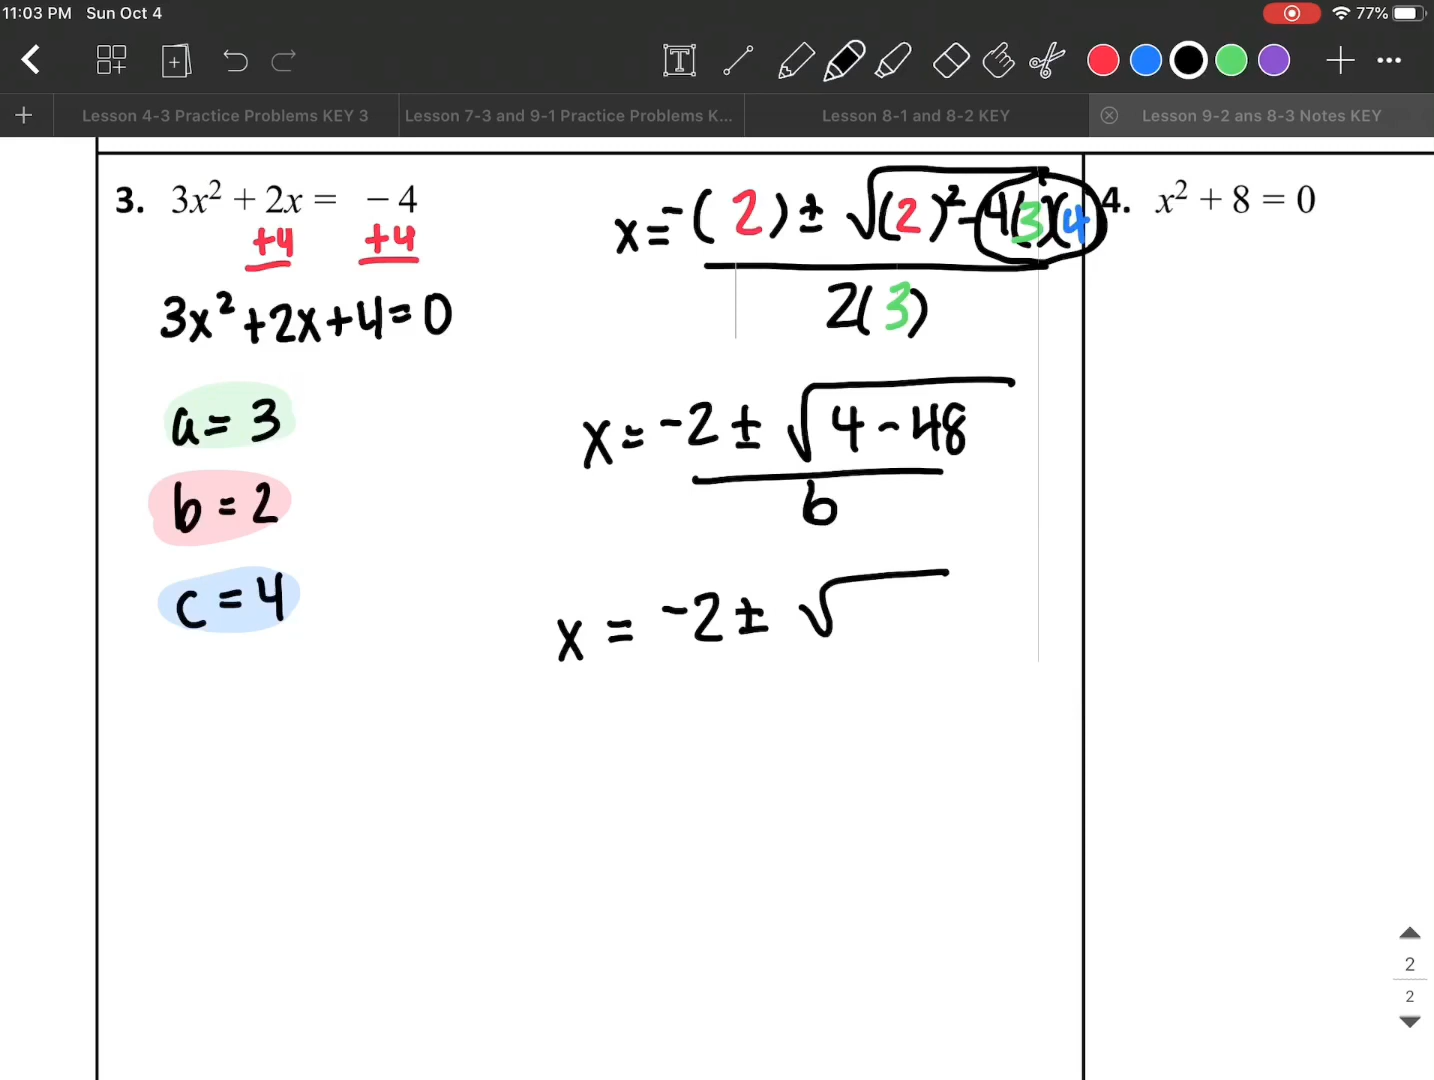 11:03 PM Sun Oct 4 77%
T
Lesson 4-3 Practice Problems KEY 3
Lesson 7-3 and 9-1 Practice Problems K...
Lesson 8-1 and 8-2 KEY
Lesson 9-2 ans 8-3 Notes KEY
3. 3x² + 2x = − 4
+4 +4
3x² + 2x + 4 = 0
a = 3
b = 2
c = 4
x = -(2) ± √(2)² - 4(3)(4
2(3)
x = -2 ± √4 - 48
6
x = -2 ± √
4. x² + 8 = 0
2
2